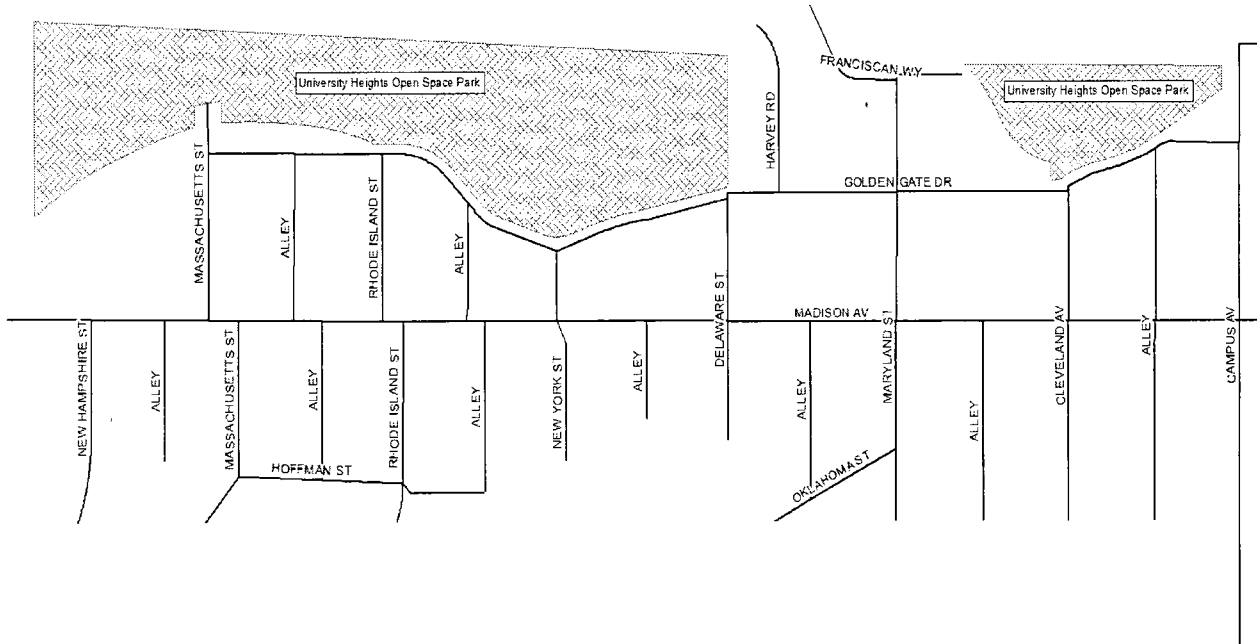 FRANCISCAN WY
University Heights Open Space Park
University Heights Open Space Park
HARVEY RD
MASSACHUSETTS ST
ALLEY
RHODE ISLAND ST
ALLEY
GOLDEN GATE DR
MADISON AV
NEW HAMPSHIRE ST
ALLEY
MASSACHUSETTS ST
ALLEY
RHODE ISLAND ST
ALLEY
NEW YORK ST
ALLEY
DELAWARE ST
ALLEY
MARYLAND ST
ALLEY
CLEVELAND AV
ALLEY
CAMPUS AV
HOFFMAN ST
OKLAHOMA ST